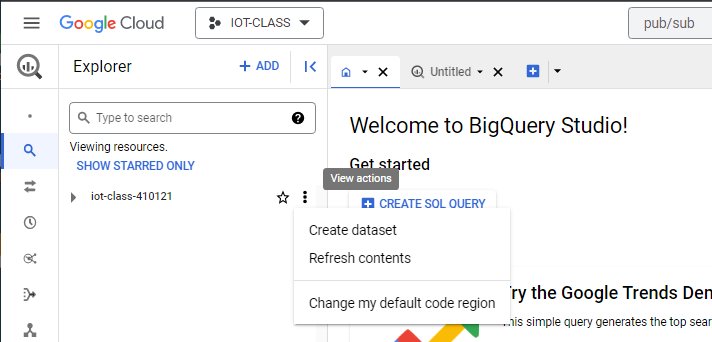 Google Cloud
IOT-CLASS
pub/sub
Explorer
+ ADD
Untitled
Type to search
Viewing resources.
SHOW STARRED ONLY
iot-class-410121
Welcome to BigQuery Studio!
Get started
View actions
CREATE SQL QUERY
Create dataset
Refresh contents
Change my default code region
Try the Google Trends Den
This simple query generates the top sear